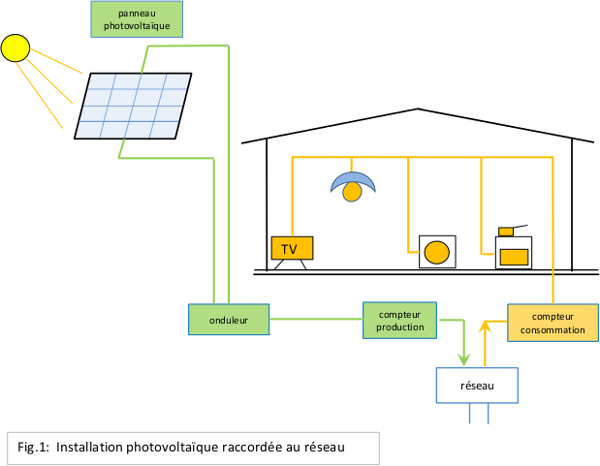 panneau
photovoltaïque
TV
onduleur
compteur
production
compteur
consommation
réseau
Fig.1: Installation photovoltaïque raccordée au réseau